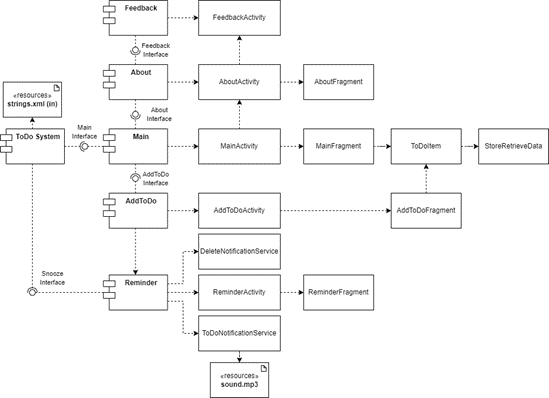 Feedback
FeedbackActivity
Feedback
Interface
About
AboutActivity
AboutFragment
«resources»
strings.xml (in)
About
Interface
Main
Interface
ToDo System
Main
MainActivity
MainFragment
ToDoItem
StoreRetrieveData
AddToDo
Interface
AddToDo
AddToDoActivity
AddToDoFragment
DeleteNotificationService
Snooze
Interface
Reminder
ReminderActivity
ReminderFragment
ToDoNotificationService
«resources»
sound.mp3